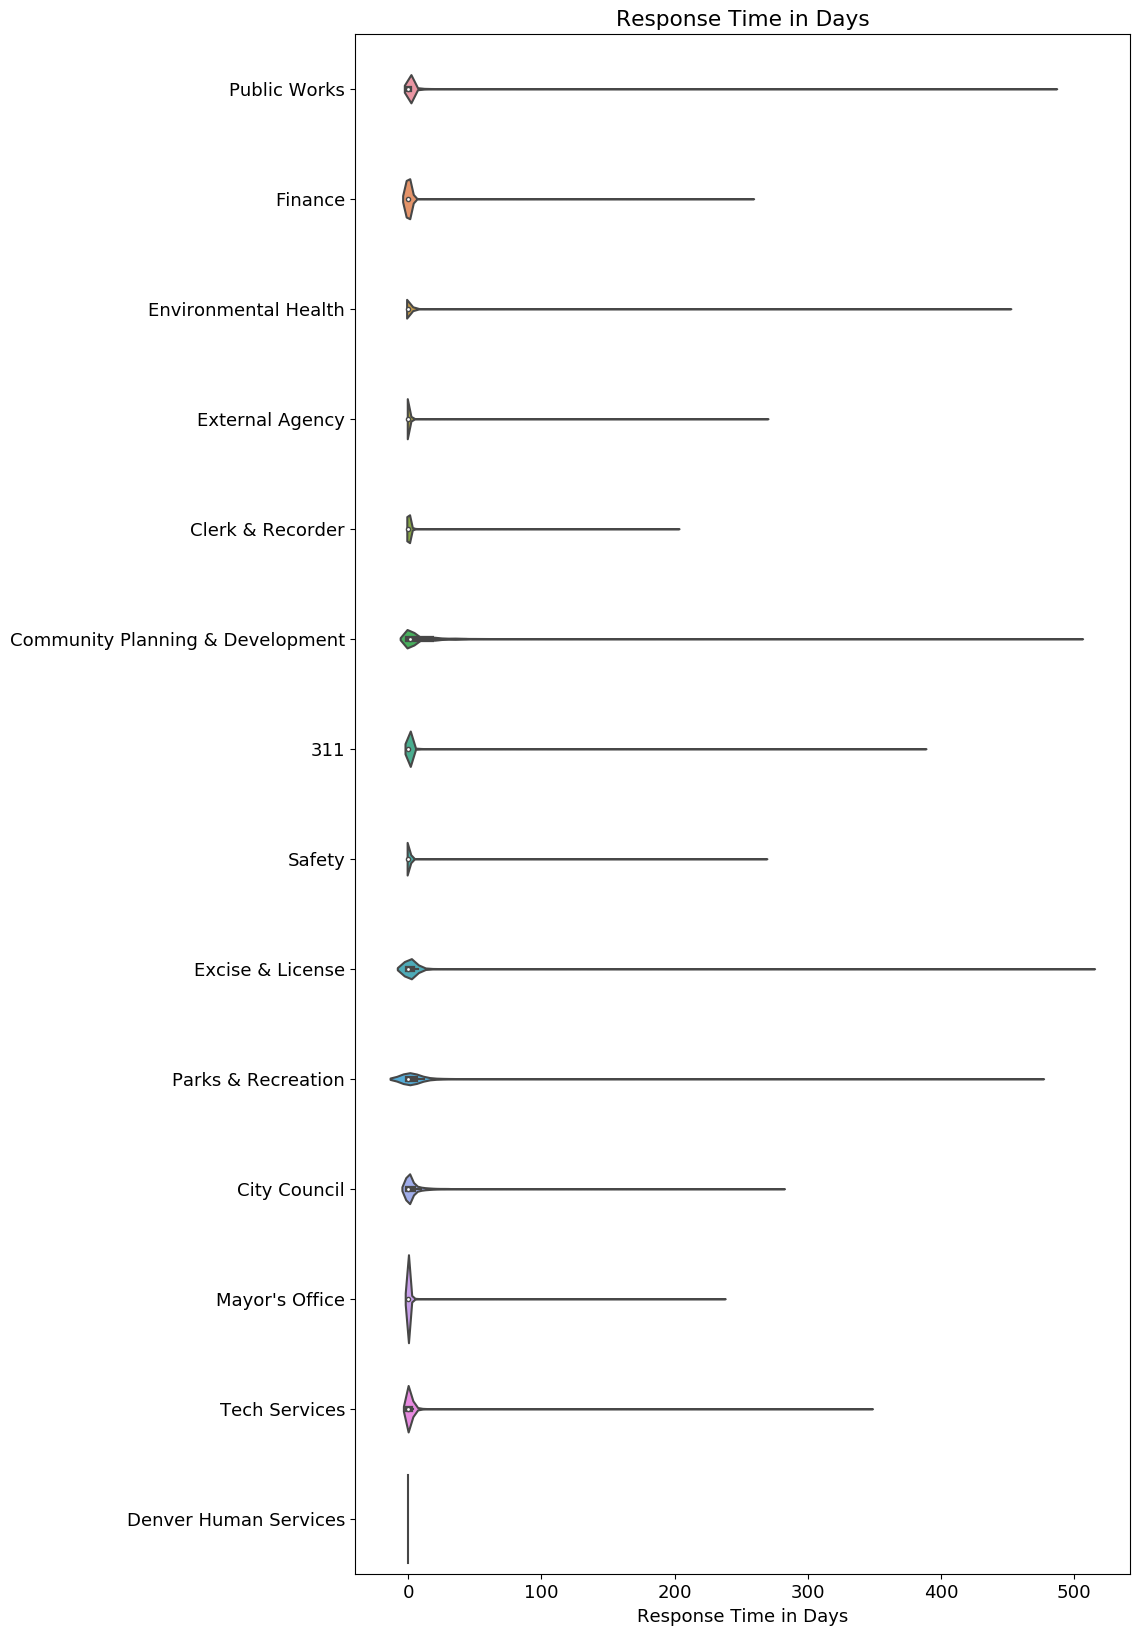 Response Time in Days
Public Works
Finance
Environmental Health
External Agency
Clerk & Recorder
Community Planning & Development
311
Safety
Excise & License
Parks & Recreation
City Council
Mayor's Office
Tech Services
Denver Human Services
0 100 200 300 400 500
Response Time in Days